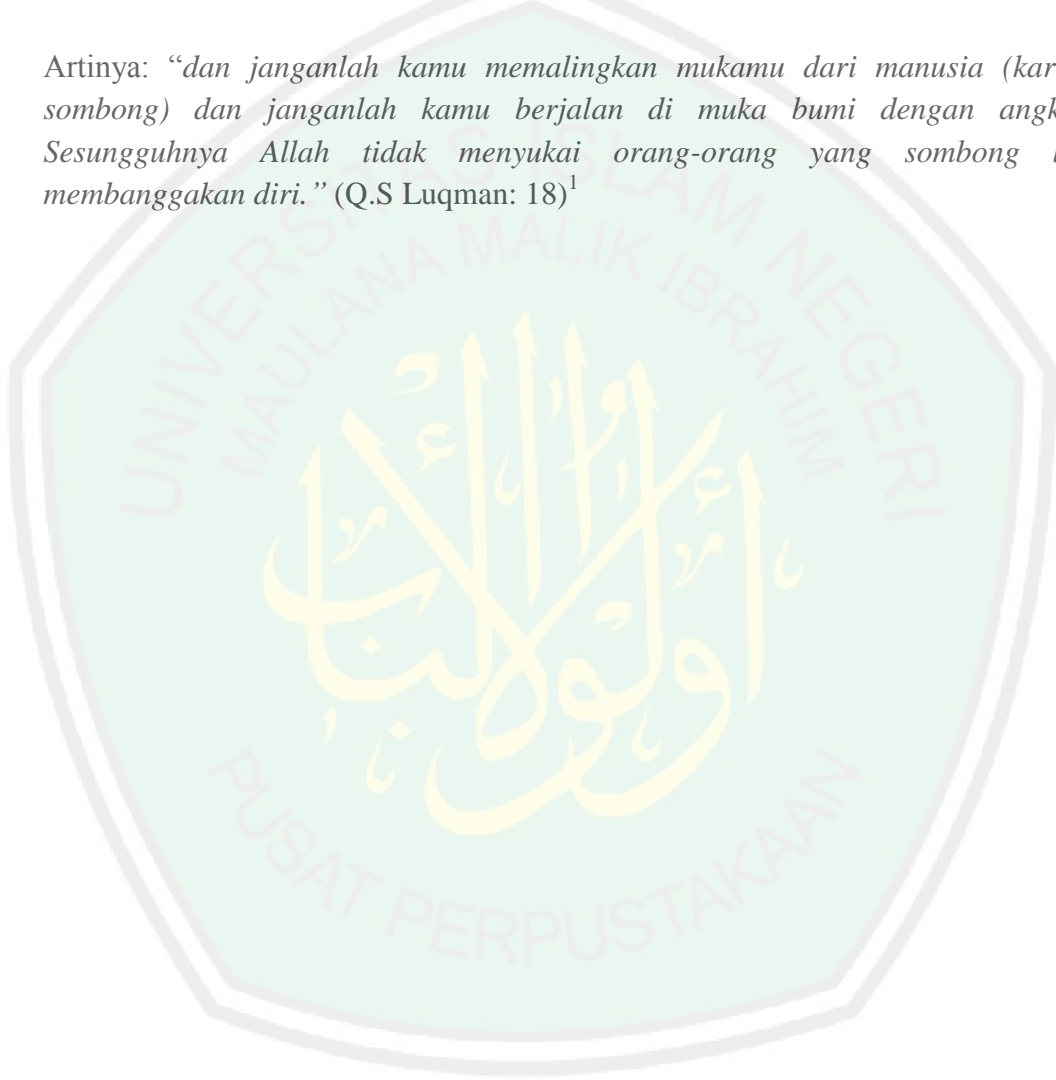 Artinya: “dan janganlah kamu memalingkan mukamu dari manusia (kar
sombong) dan janganlah kamu berjalan di muka bumi dengan angk
Sesungguhnya Allah tidak menyukai orang-orang yang sombong l
membanggakan diri.” (Q.S Luqman: 18)1
UNIVERSITAS ISLAM NEGERI
MAULANA MALIK IBRAHIM
أولوا الألباب
PUSAT PERPUSTAKAAN